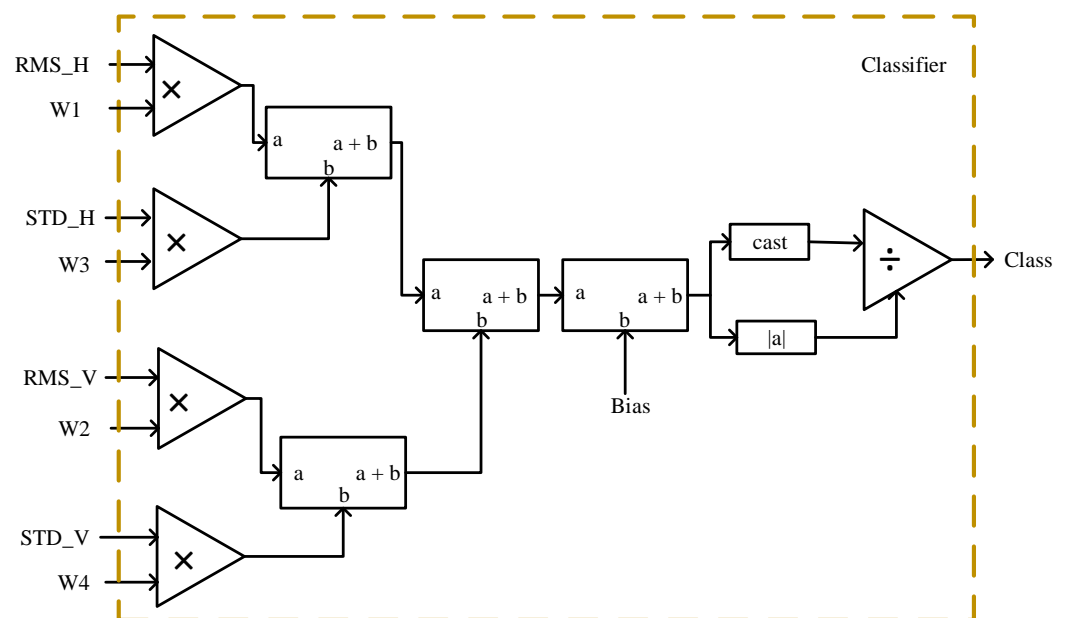 Classifier
RMS_H
W1
×
a
a + b
b
STD_H
W3
×
a
a + b
b
a
a + b
b
cast
÷
Class
|a|
Bias
RMS_V
W2
×
a
a + b
b
STD_V
W4
×